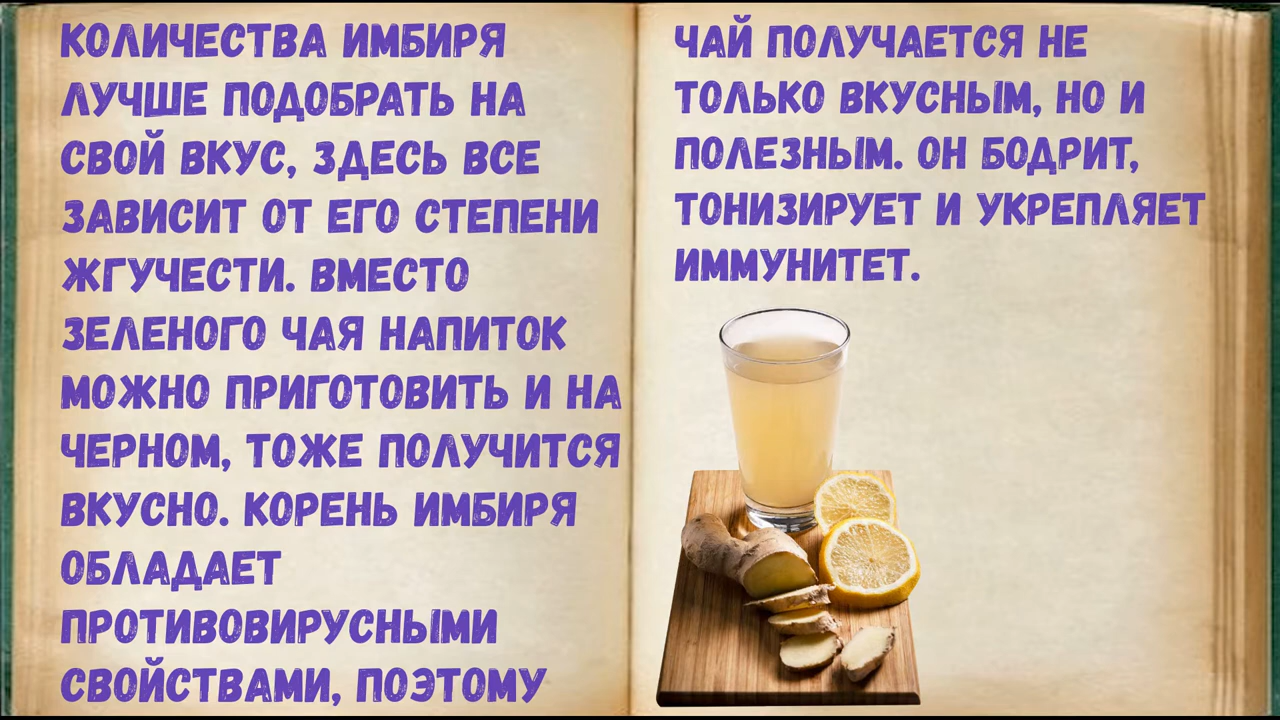 КОЛИЧЕСТВА ИМБИРЯ
ЛУЧШЕ ПОДОБРАТЬ НА
СВОЙ ВКУС, ЗДЕСЬ ВСЕ
ЗАВИСИТ ОТ ЕГО СТЕПЕНИ
ЖГУЧЕСТИ. ВМЕСТО
ЗЕЛЕНОГО ЧАЯ НАПИТОК
МОЖНО ПРИГОТОВИТЬ И НА
ЧЕРНОМ, ТОЖЕ ПОЛУЧИТСЯ
ВКУСНО. КОРЕНЬ ИМБИРЯ
ОБЛАДАЕТ
ПРОТИВОВИРУСНЫМИ
СВОЙСТВАМИ, ПОЭТОМУ
ЧАЙ ПОЛУЧАЕТСЯ НЕ
ТОЛЬКО ВКУСНЫМ, НО И
ПОЛЕЗНЫМ. ОН БОДРИТ,
ТОНИЗИРУЕТ И УКРЕПЛЯЕТ
ИММУНИТЕТ.